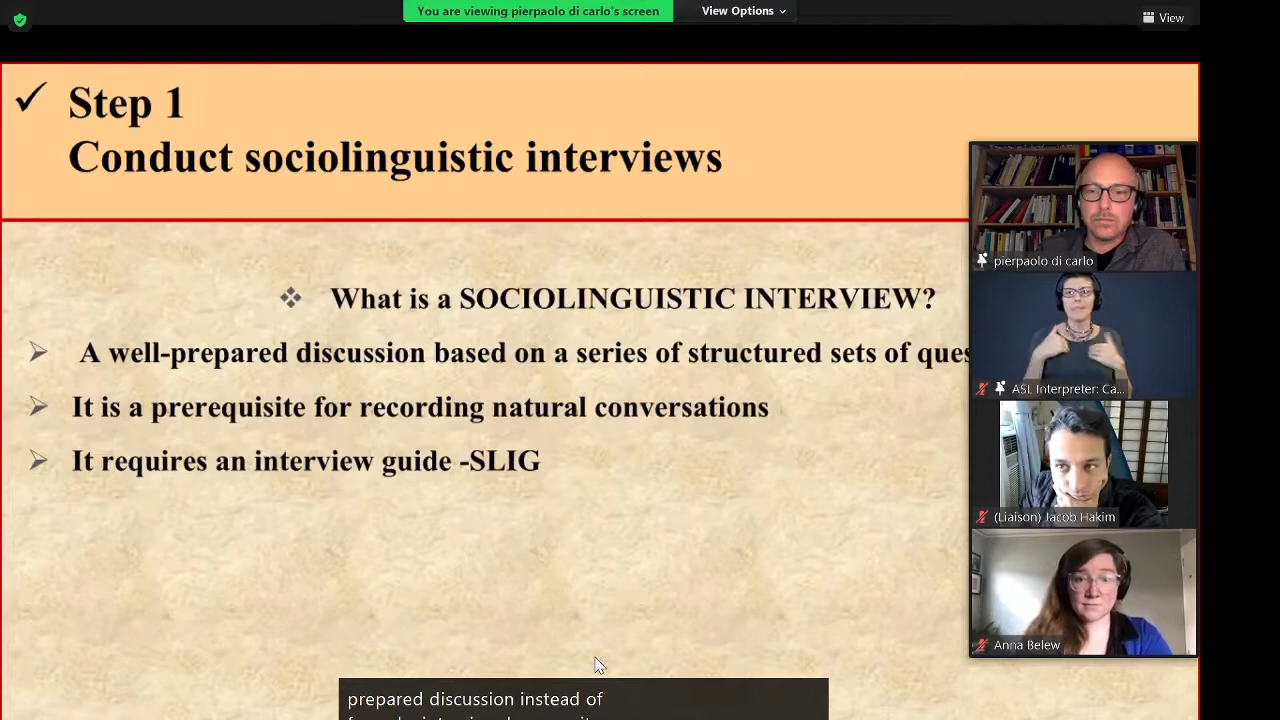 You are viewing pierpaolo di carlo's screen
View Options
View
✓ Step 1
Conduct sociolinguistic interviews
❖ What is a SOCIOLINGUISTIC INTERVIEW?
➢ A well-prepared discussion based on a series of structured sets of
➢ It is a prerequisite for recording natural conversations
➢ It requires an interview guide -SLIG
pierpaolo di carlo
ASL Interpreter: Ca...
(Liaison) Jacob Hakim
Anna Belew
prepared discussion instead of